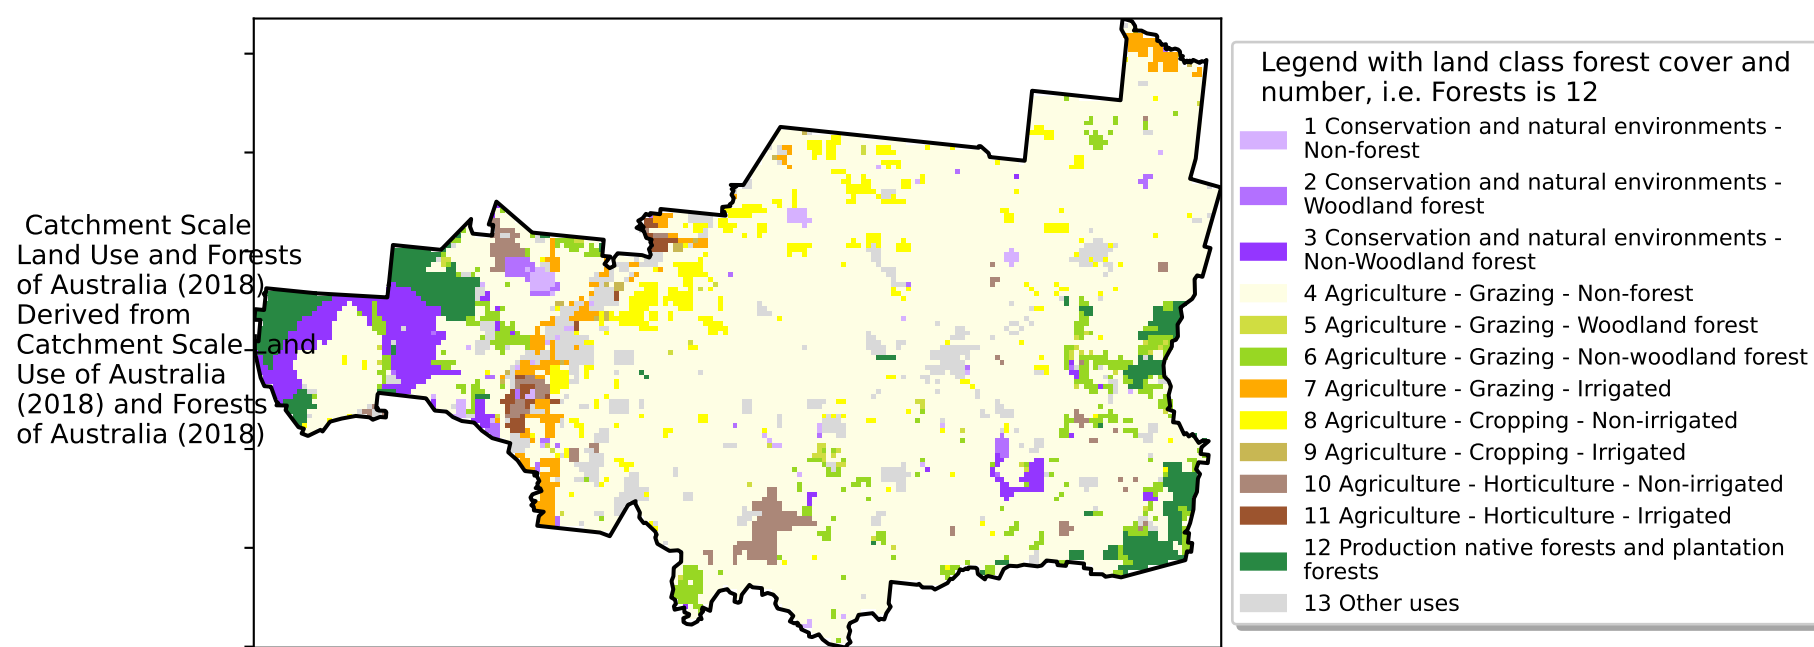 Catchment Scale
Land Use and Forests
of Australia (2018)
Derived from
Catchment Scale Land
Use of Australia
(2018) and Forests
of Australia (2018)
Legend with land class forest cover and
number, i.e. Forests is 12
1 Conservation and natural environments -
Non-forest
2 Conservation and natural environments -
Woodland forest
3 Conservation and natural environments -
Non-Woodland forest
4 Agriculture - Grazing - Non-forest
5 Agriculture - Grazing - Woodland forest
6 Agriculture - Grazing - Non-woodland forest
7 Agriculture - Grazing - Irrigated
8 Agriculture - Cropping - Non-irrigated
9 Agriculture - Cropping - Irrigated
10 Agriculture - Horticulture - Non-irrigated
11 Agriculture - Horticulture - Irrigated
12 Production native forests and plantation
forests
13 Other uses